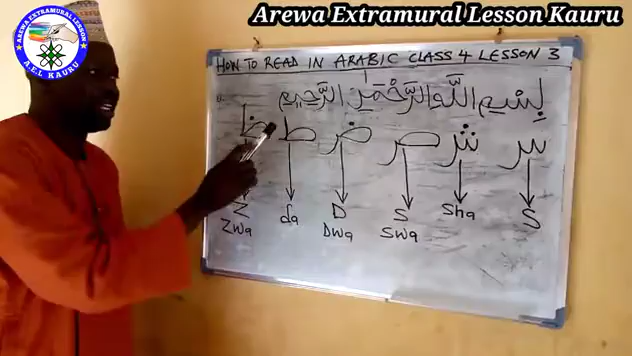 Arewa Extramural Lesson Kauru
AREWA EXTRAMURAL LESSON
A.E.L KAURU
HOW TO READ IN ARABIC CLASS 4 LESSON 3
بِسْمِ اللَّهِ الرَّحْمَنِ الرَّحِيمِ
س ش ص ض ط ظ
S Sha S D da Z
Swa Dwa Zwa